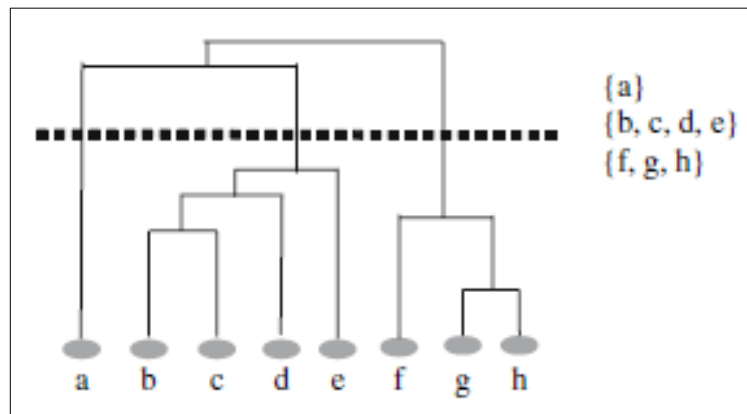 {a}
{b, c, d, e}
{f, g, h}
a b c d e f g h